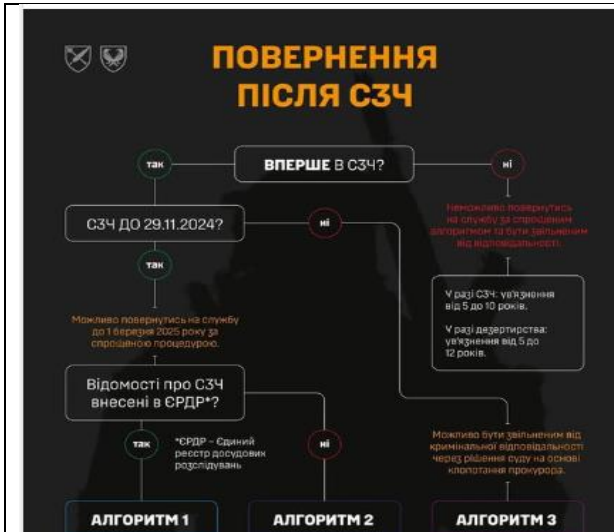 ПОВЕРНЕННЯ
ПІСЛЯ СЗЧ
так
ВПЕРШЕ В СЗЧ?
ні
СЗЧ ДО 29.11.2024?
ні
Неможливо повернутись
на службу за спрощеним
алгоритмом та бути звільненим
від відповідальності.
так
У разі СЗЧ: ув'язнення
від 5 до 10 років.
У разі дезертирства:
ув'язнення від 5 до
12 років.
Можливо повернутись на службу
до 1 березня 2025 року за
спрощеною процедурою.
Відомості про СЗЧ
внесені в ЄРДР*?
так
*ЄРДР – Єдиний
реєстр досудових
розслідувань
ні
Можливо бути звільненим від
кримінальної відповідальності
через рішення суду на основі
клопотання прокурора.
АЛГОРИТМ 1
АЛГОРИТМ 2
АЛГОРИТМ 3